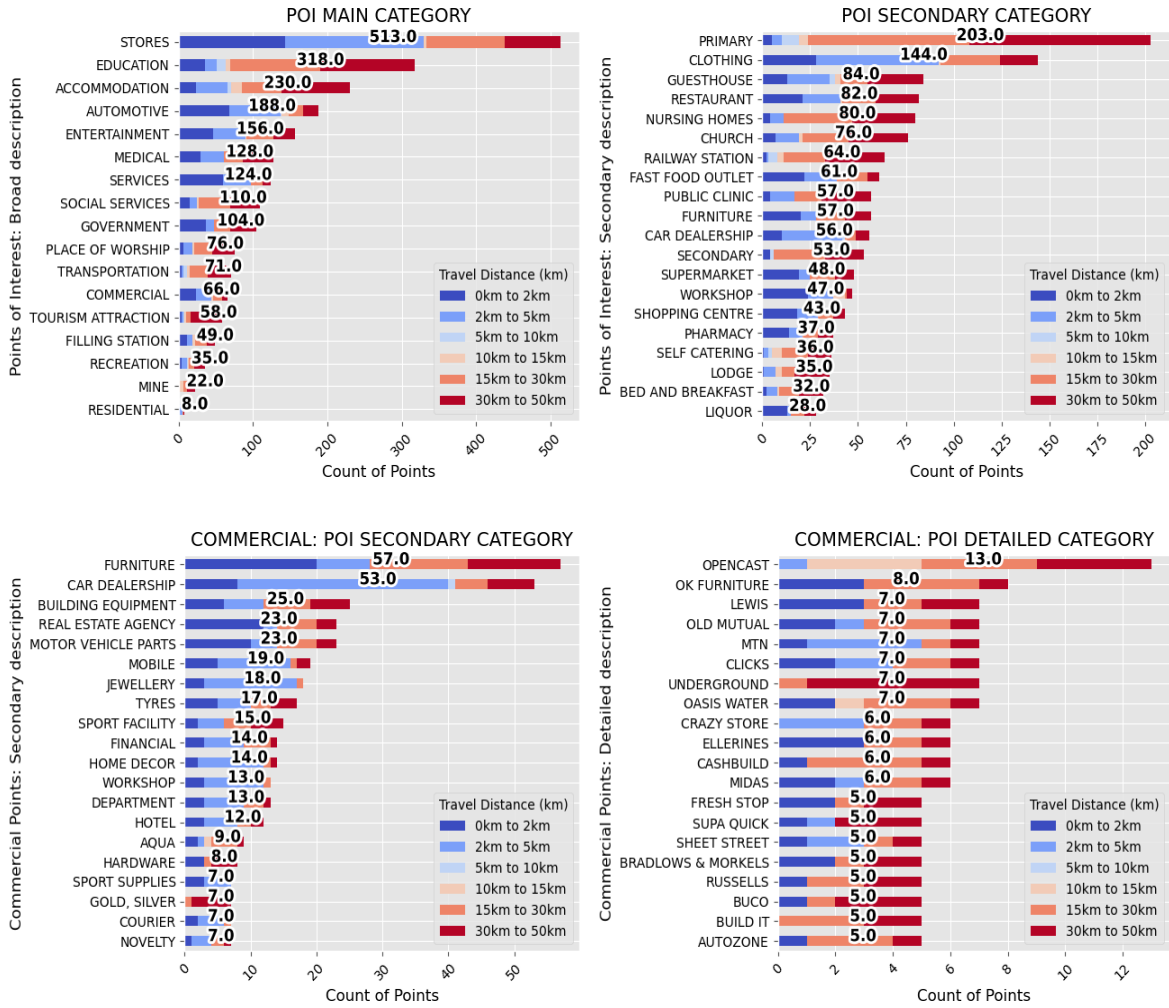 POI MAIN CATEGORY
Points of Interest: Broad description
STORES 513.0
EDUCATION 318.0
ACCOMMODATION 230.0
AUTOMOTIVE 188.0
ENTERTAINMENT 156.0
MEDICAL 128.0
SERVICES 124.0
SOCIAL SERVICES 110.0
GOVERNMENT 104.0
PLACE OF WORSHIP 76.0
TRANSPORTATION 71.0
COMMERCIAL 66.0
TOURISM ATTRACTION 58.0
FILLING STATION 49.0
RECREATION 35.0
MINE 22.0
RESIDENTIAL 8.0
Travel Distance (km)
0km to 2km
2km to 5km
5km to 10km
10km to 15km
15km to 30km
30km to 50km
0 100 200 300 400 500
Count of Points
POI SECONDARY CATEGORY
Points of Interest: Secondary description
PRIMARY 203.0
CLOTHING 144.0
GUESTHOUSE 84.0
RESTAURANT 82.0
NURSING HOMES 80.0
CHURCH 76.0
RAILWAY STATION 64.0
FAST FOOD OUTLET 61.0
PUBLIC CLINIC 57.0
FURNITURE 57.0
CAR DEALERSHIP 56.0
SECONDARY 53.0
SUPERMARKET 48.0
WORKSHOP 47.0
SHOPPING CENTRE 43.0
PHARMACY 37.0
SELF CATERING 36.0
LODGE 35.0
BED AND BREAKFAST 32.0
LIQUOR 28.0
Travel Distance (km)
0km to 2km
2km to 5km
5km to 10km
10km to 15km
15km to 30km
30km to 50km
0 25 50 75 100 125 150 175 200
Count of Points
COMMERCIAL: POI SECONDARY CATEGORY
Commercial Points: Secondary description
FURNITURE 57.0
CAR DEALERSHIP 53.0
BUILDING EQUIPMENT 25.0
REAL ESTATE AGENCY 23.0
MOTOR VEHICLE PARTS 23.0
MOBILE 19.0
JEWELLERY 18.0
TYRES 17.0
SPORT FACILITY 15.0
FINANCIAL 14.0
HOME DECOR 14.0
WORKSHOP 13.0
DEPARTMENT 13.0
HOTEL 12.0
AQUA 9.0
HARDWARE 8.0
SPORT SUPPLIES 7.0
GOLD, SILVER 7.0
COURIER 7.0
NOVELTY 7.0
Travel Distance (km)
0km to 2km
2km to 5km
5km to 10km
10km to 15km
15km to 30km
30km to 50km
0 10 20 30 40 50
Count of Points
COMMERCIAL: POI DETAILED CATEGORY
Commercial Points: Detailed description
OPENCAST 13.0
OK FURNITURE 8.0
LEWIS 7.0
OLD MUTUAL 7.0
MTN 7.0
CLICKS 7.0
UNDERGROUND 7.0
OASIS WATER 7.0
CRAZY STORE 6.0
ELLERINES 6.0
CASHBUILD 6.0
MIDAS 6.0
FRESH STOP 5.0
SUPA QUICK 5.0
SHEET STREET 5.0
BRADLOWS & MORKELS 5.0
RUSSELLS 5.0
BUCO 5.0
BUILD IT 5.0
AUTOZONE 5.0
Travel Distance (km)
0km to 2km
2km to 5km
5km to 10km
10km to 15km
15km to 30km
30km to 50km
0 2 4 6 8 10 12
Count of Points